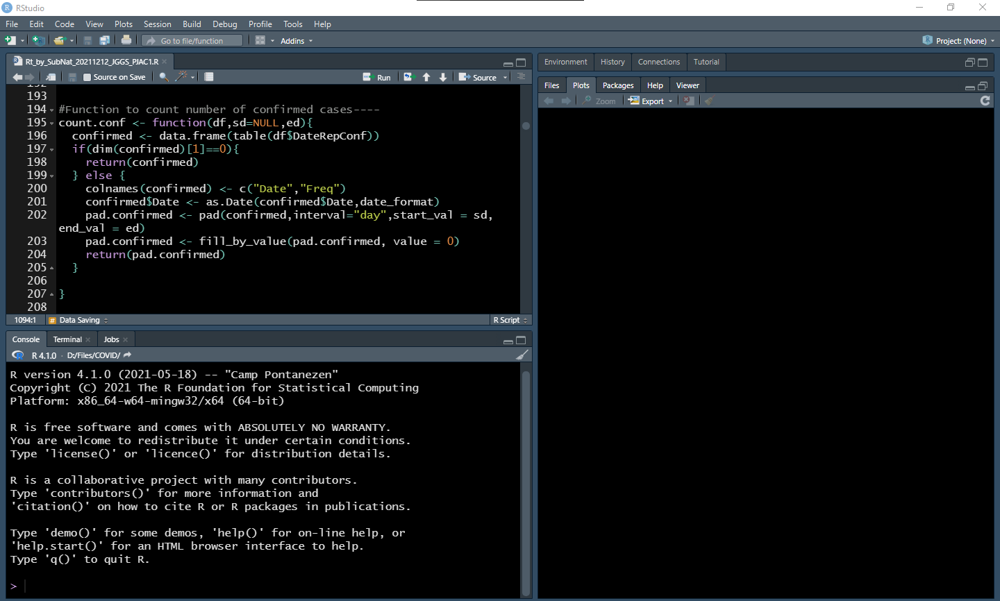 RStudio
File Edit Code View Plots Session Build Debug Profile Tools Help
Go to file/function Addins Project: (None)
Rt_by_SubNat_20211212_JGGS_PJAC1.R
Source on Save Run Source
193
194 #Function to count number of confirmed cases----
195 count.conf <- function(df,sd=NULL,ed){
196 confirmed <- data.frame(table(df$DateRepConf))
197 if(dim(confirmed)[1]==0){
198 return(confirmed)
199 } else {
200 colnames(confirmed) <- c("Date","Freq")
201 confirmed$Date <- as.Date(confirmed$Date,date_format)
202 pad.confirmed <- pad(confirmed,interval="day",start_val = sd,
end_val = ed)
203 pad.confirmed <- fill_by_value(pad.confirmed, value = 0)
204 return(pad.confirmed)
205 }
206
207 }
208
1094:1 # Data Saving R Script
Console Terminal Jobs
R 4.1.0 · D:/Files/COVID/
R version 4.1.0 (2021-05-18) -- "Camp Pontanezen"
Copyright (C) 2021 The R Foundation for Statistical Computing
Platform: x86_64-w64-mingw32/x64 (64-bit)
R is free software and comes with ABSOLUTELY NO WARRANTY.
You are welcome to redistribute it under certain conditions.
Type 'license()' or 'licence()' for distribution details.
R is a collaborative project with many contributors.
Type 'contributors()' for more information and
'citation()' on how to cite R or R packages in publications.
Type 'demo()' for some demos, 'help()' for on-line help, or
'help.start()' for an HTML browser interface to help.
Type 'q()' to quit R.
>
Environment History Connections Tutorial
Files Plots Packages Help Viewer
Zoom Export